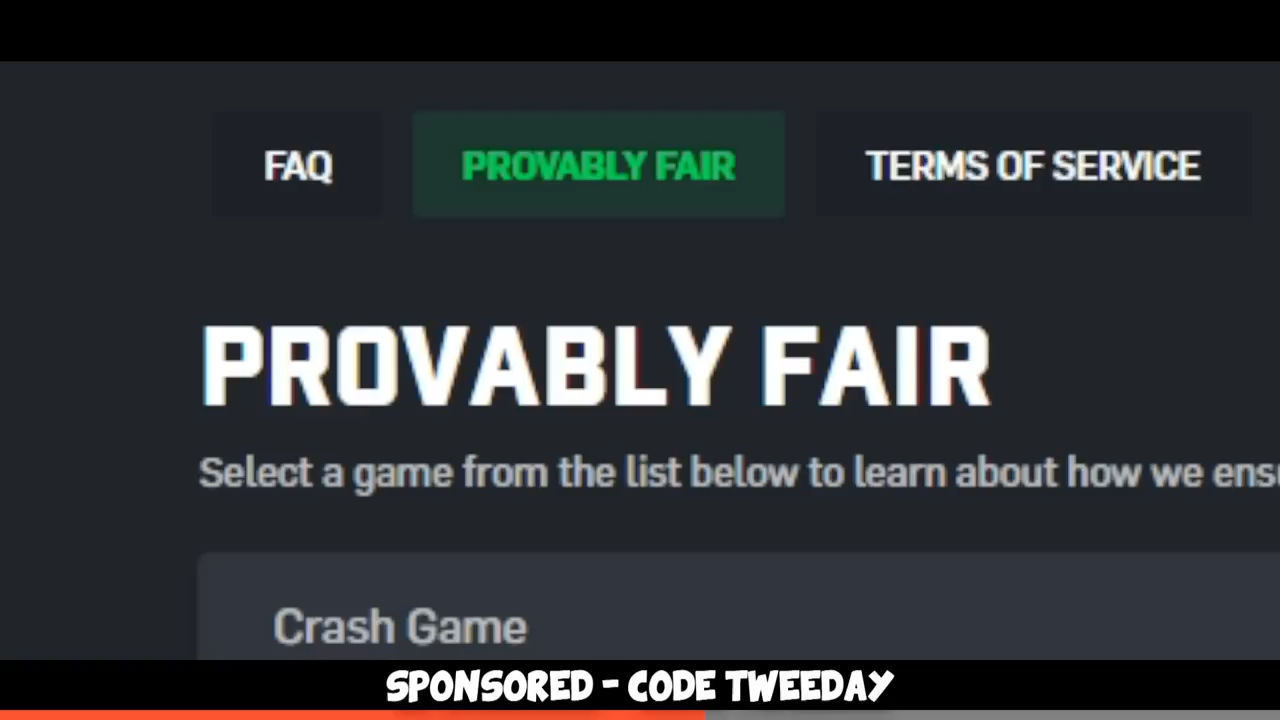 FAQ
PROVABLY FAIR
TERMS OF SERVICE
PROVABLY FAIR
Select a game from the list below to learn about how we
Crash Game
SPONSORED - CODE TWEEDAY